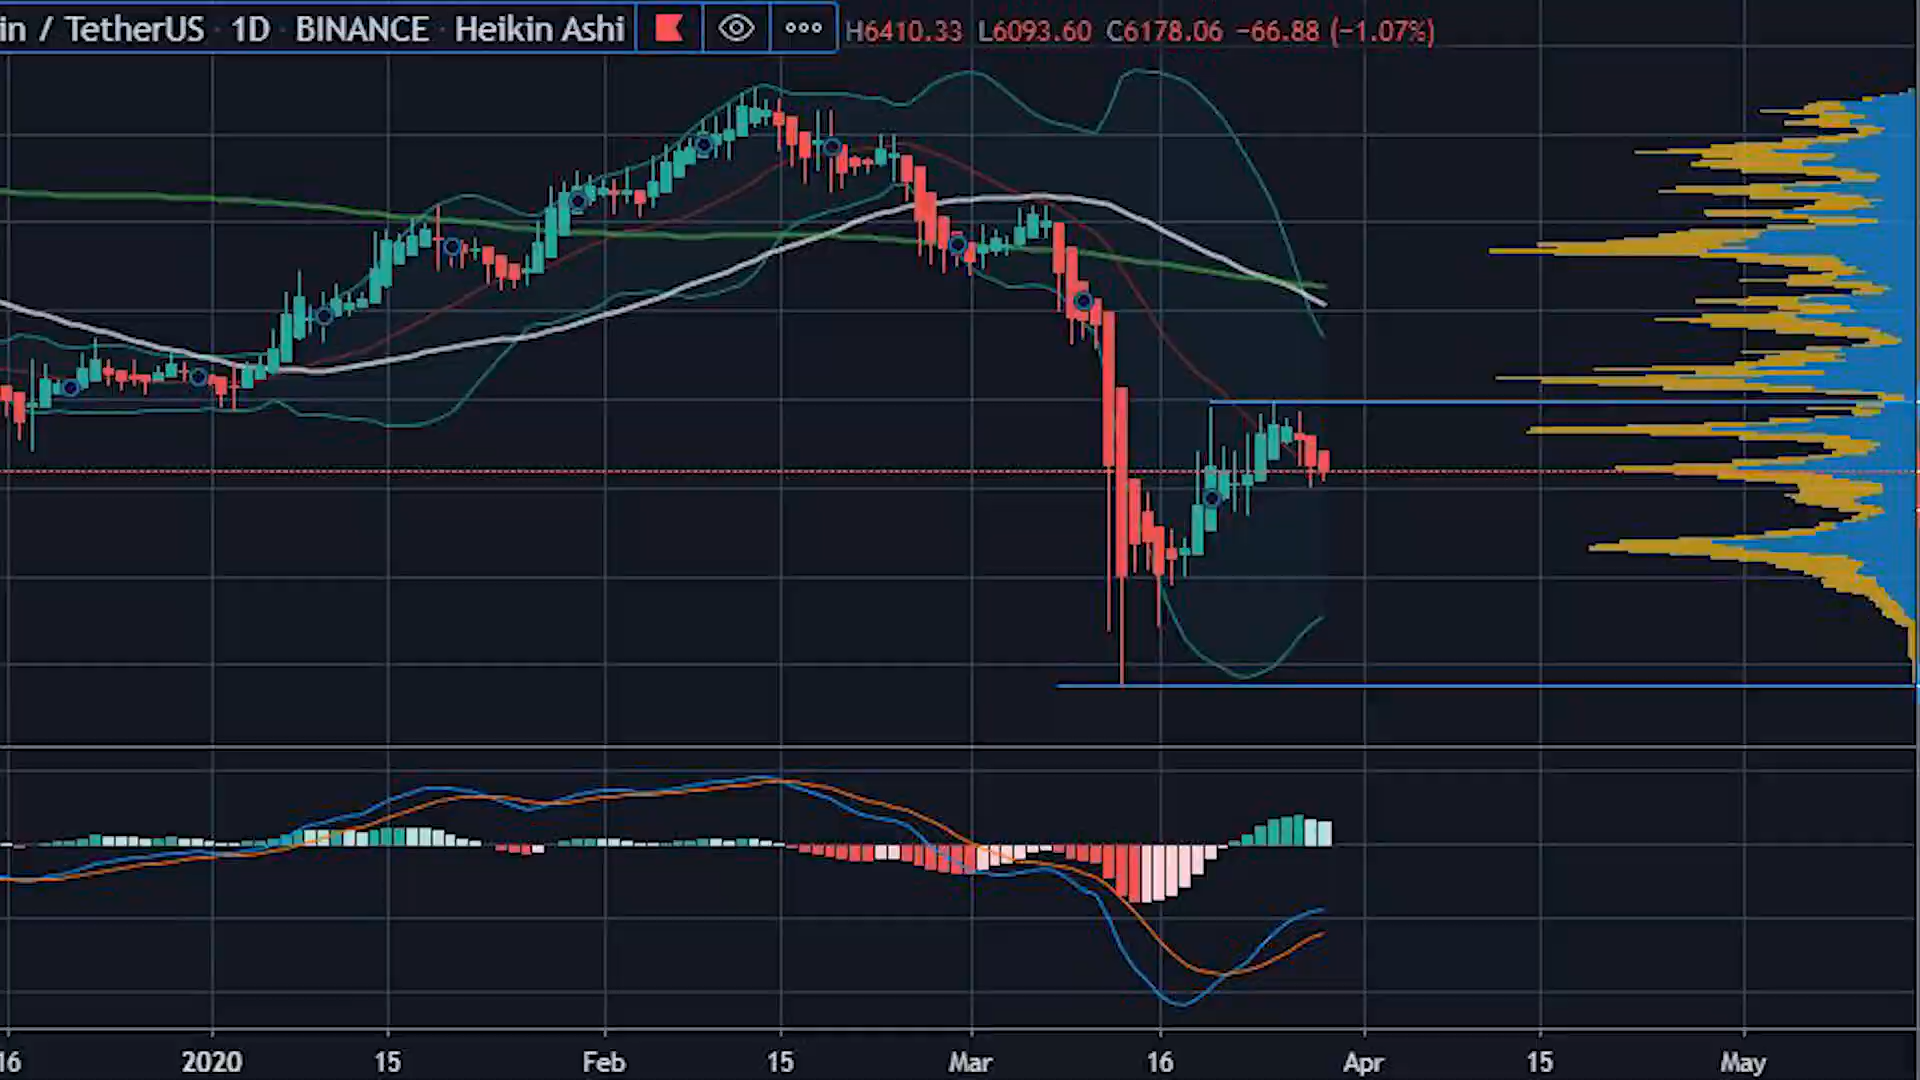 in / TetherUS · 1D · BINANCE · Heikin Ashi H6410.33 L6093.60 C6178.06 −66.88 (−1.07%)
16 2020 15 Feb 15 Mar 16 Apr 15 May